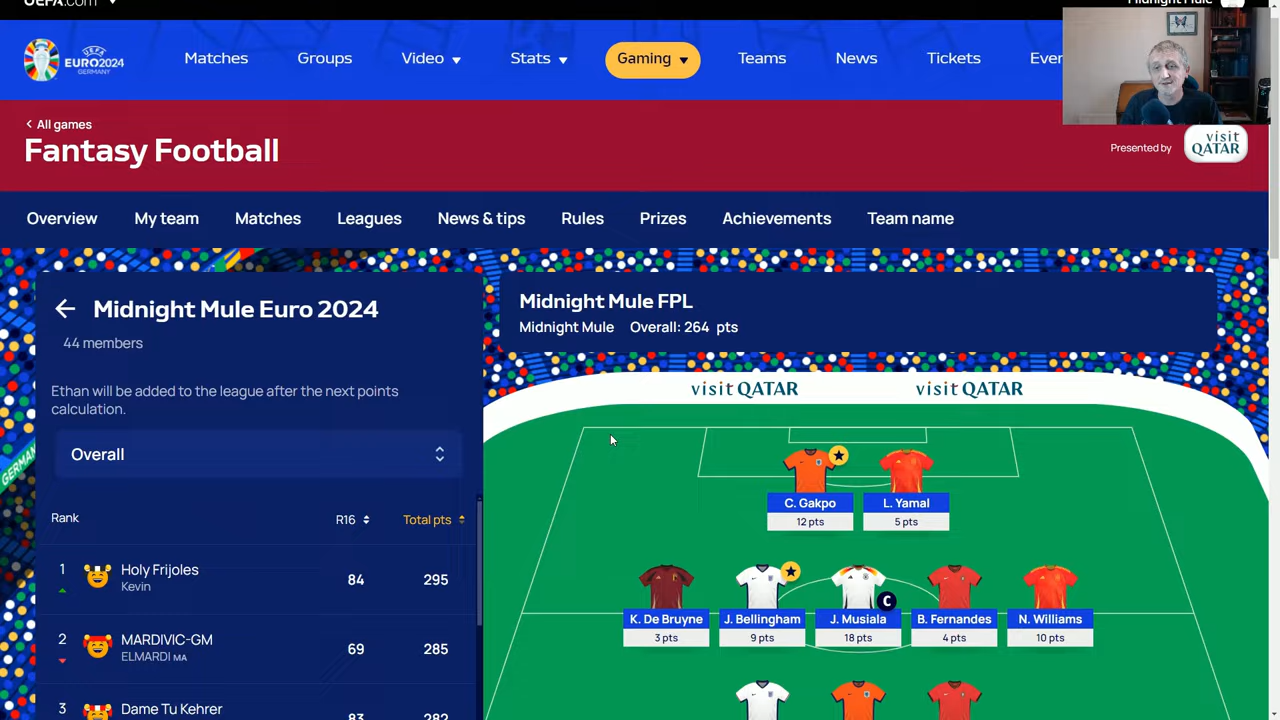 UEFA.com
Midnight Mule
UEFA
EURO2024
GERMANY
Matches
Groups
Video
Stats
Gaming
Teams
News
Tickets
< All games
Fantasy Football
Presented by
visit
QATAR
Overview
My team
Matches
Leagues
News & tips
Rules
Prizes
Achievements
Team name
Midnight Mule Euro 2024
44 members
Ethan will be added to the league after the next points
calculation.
Overall
Rank
R16
Total pts
1
Holy Frijoles
Kevin
84
295
2
MARDIVIC-GM
ELMARDI MA
69
285
3
Dame Tu Kehrer
83
282
Midnight Mule FPL
Midnight Mule Overall: 264 pts
visit QATAR
visit QATAR
C. Gakpo
12 pts
L. Yamal
5 pts
K. De Bruyne
3 pts
J. Bellingham
9 pts
C
J. Musiala
18 pts
B. Fernandes
4 pts
N. Williams
10 pts
GERMANY